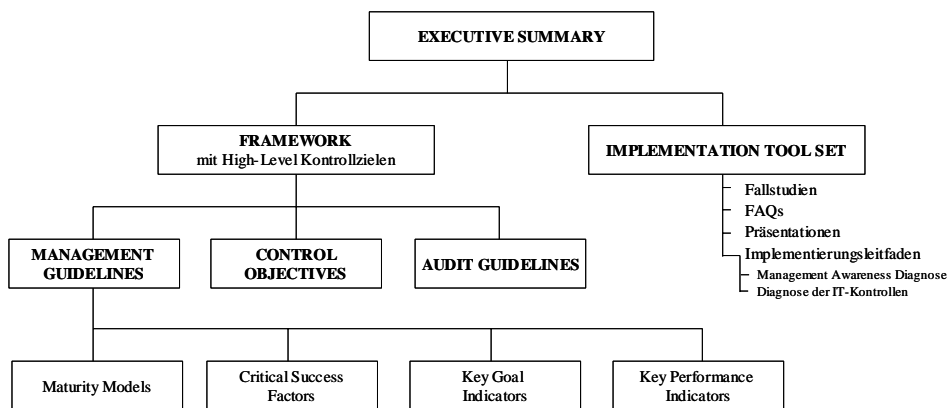 EXECUTIVE SUMMARY
FRAMEWORK
mit High-Level Kontrollzielen
IMPLEMENTATION TOOL SET
Fallstudien
FAQs
Präsentationen
Implementierungsleitfaden
Management Awareness Diagnose
Diagnose der IT-Kontrollen
MANAGEMENT
GUIDELINES
CONTROL
OBJECTIVES
AUDIT GUIDELINES
Maturity Models
Critical Success
Factors
Key Goal
Indicators
Key Performance
Indicators